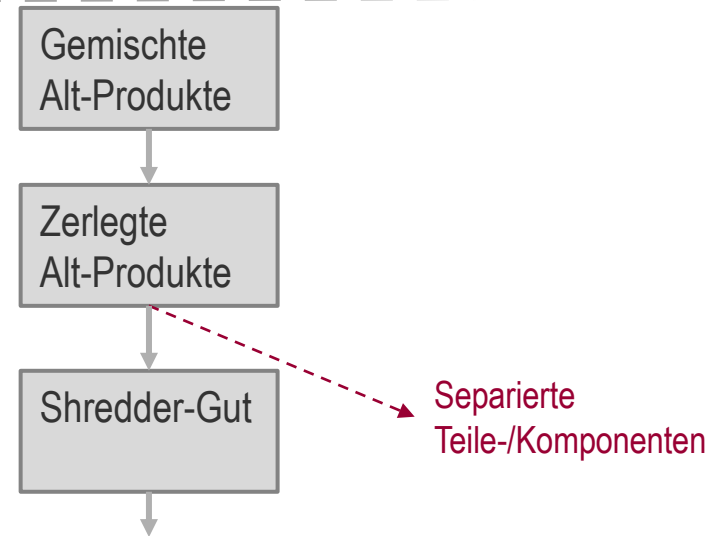 Gemischte
Alt-Produkte
Zerlegte
Alt-Produkte
Shredder-Gut
Separierte
Teile-/Komponenten